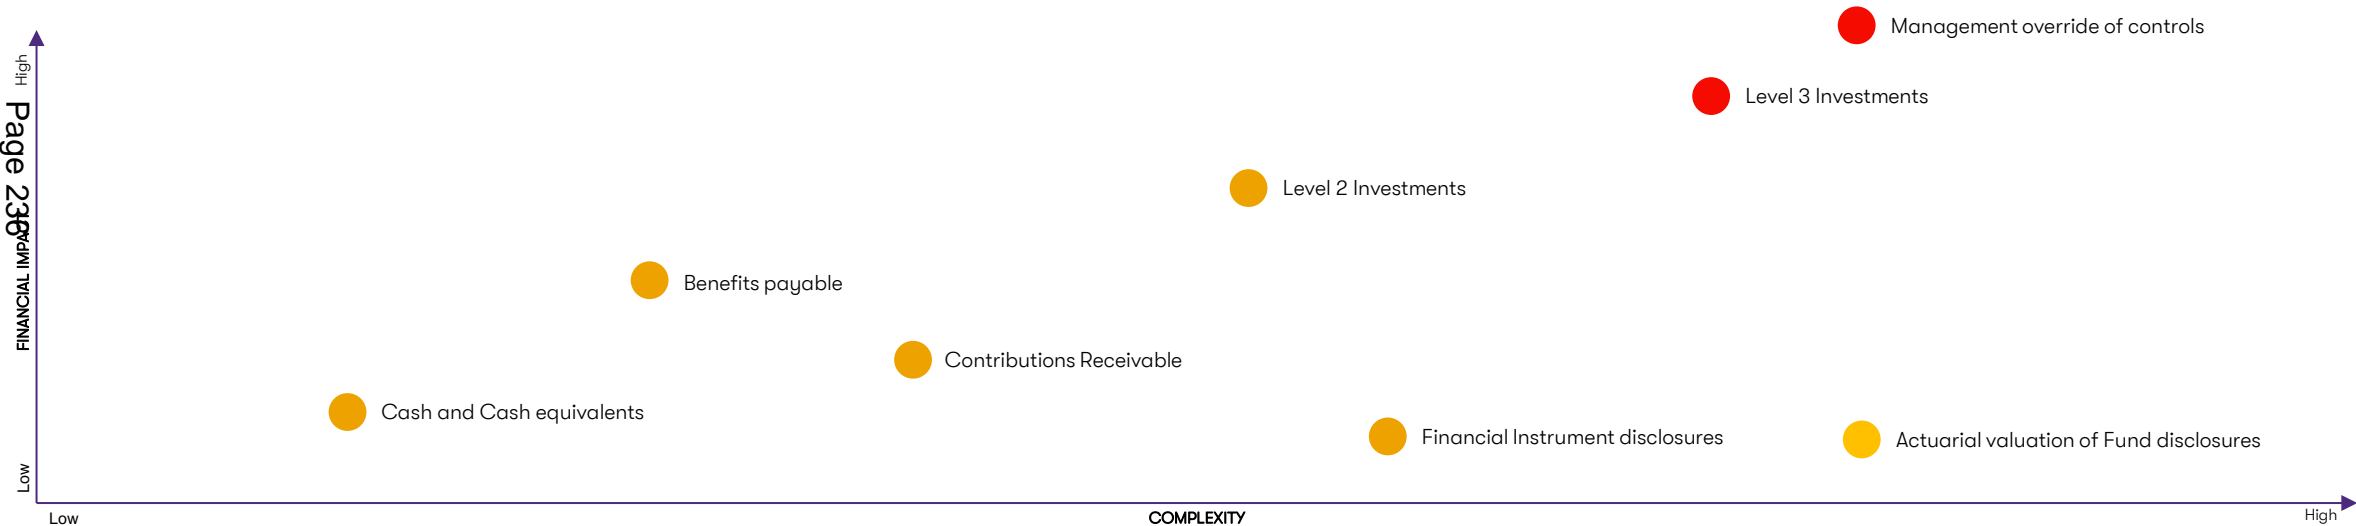 Management override of controls
High
Level 3 Investments
Page 236
Level 2 Investments
FINANCIAL IMPACT
Benefits payable
Contributions Receivable
Cash and Cash equivalents
Financial Instrument disclosures
Actuarial valuation of Fund disclosures
Low
Low
COMPLEXITY
High